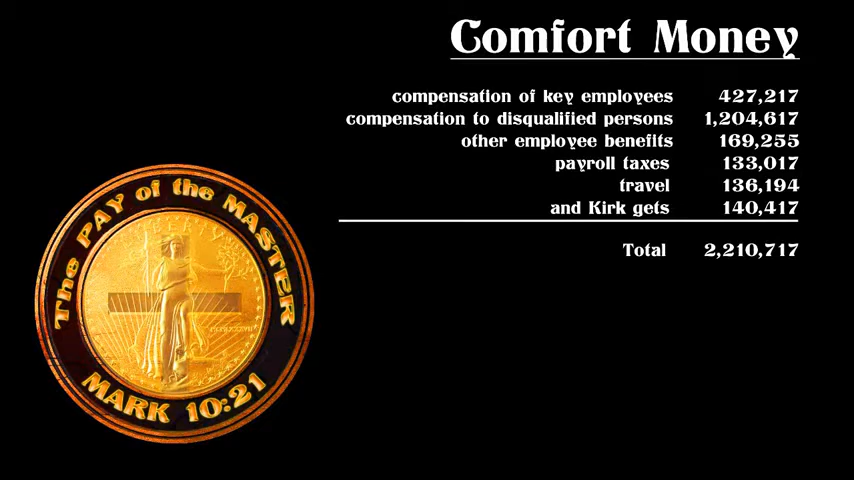 Comfort Money
compensation of key employees 427,217
compensation to disqualified persons 1,204,617
other employee benefits 169,255
payroll taxes 133,017
travel 136,194
and Kirk gets 140,417
Total 2,210,717
The PAY of the MASTER
LIBERTY
MARK 10:21